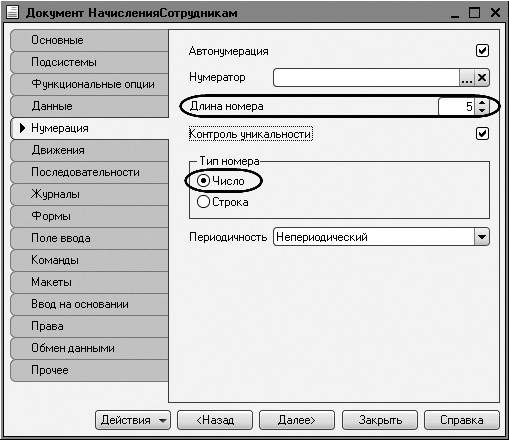 Документ НачисленияСотрудникам
Основные
Подсистемы
Функциональные опции
Данные
Нумерация
Движения
Последовательности
Журналы
Формы
Поле ввода
Команды
Макеты
Ввод на основании
Права
Обмен данными
Прочее
Автонумерация
Нумератор
...
Длина номера 5
Контроль уникальности
Тип номера
Число
Строка
Периодичность Непериодический
Действия <Назад Далее> Закрыть Справка